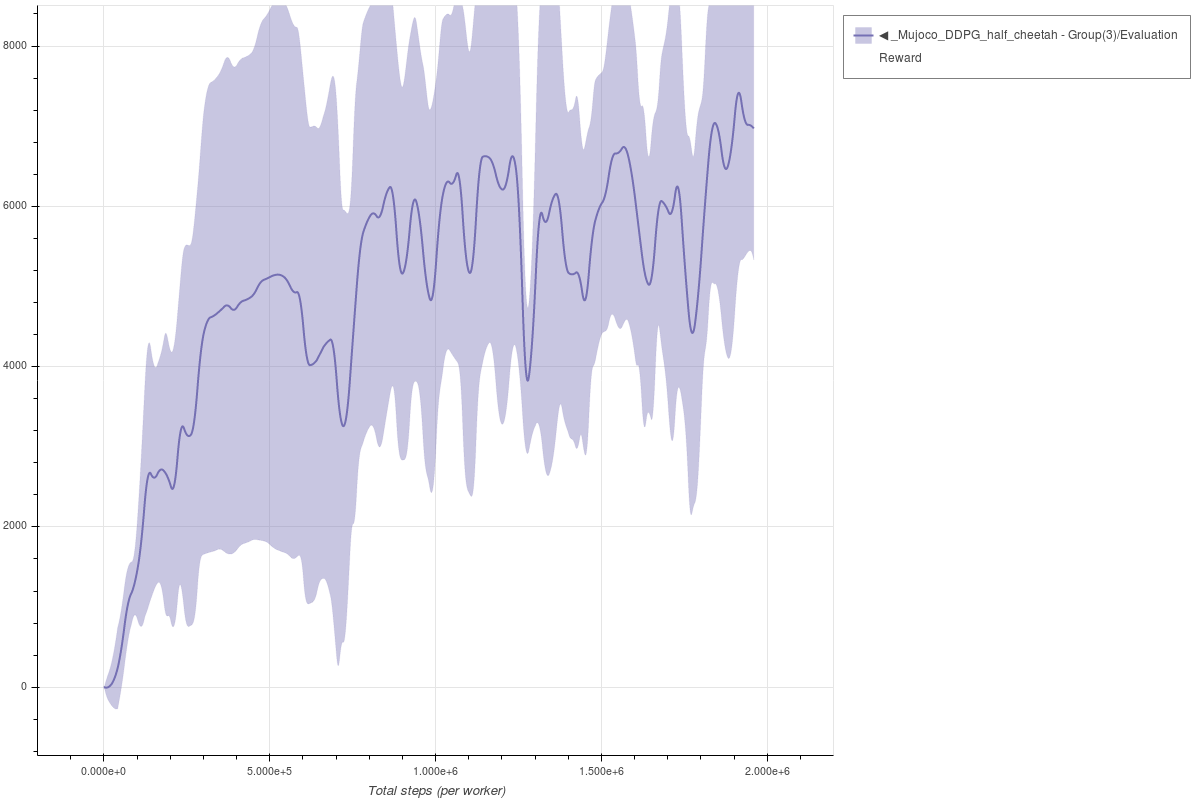 8000
6000
4000
2000
0
0.000e+0 5.000e+5 1.000e+6 1.500e+6 2.000e+6
Total steps (per worker)
◀ _Mujoco_DDPG_half_cheetah - Group(3)/Evaluation
Reward